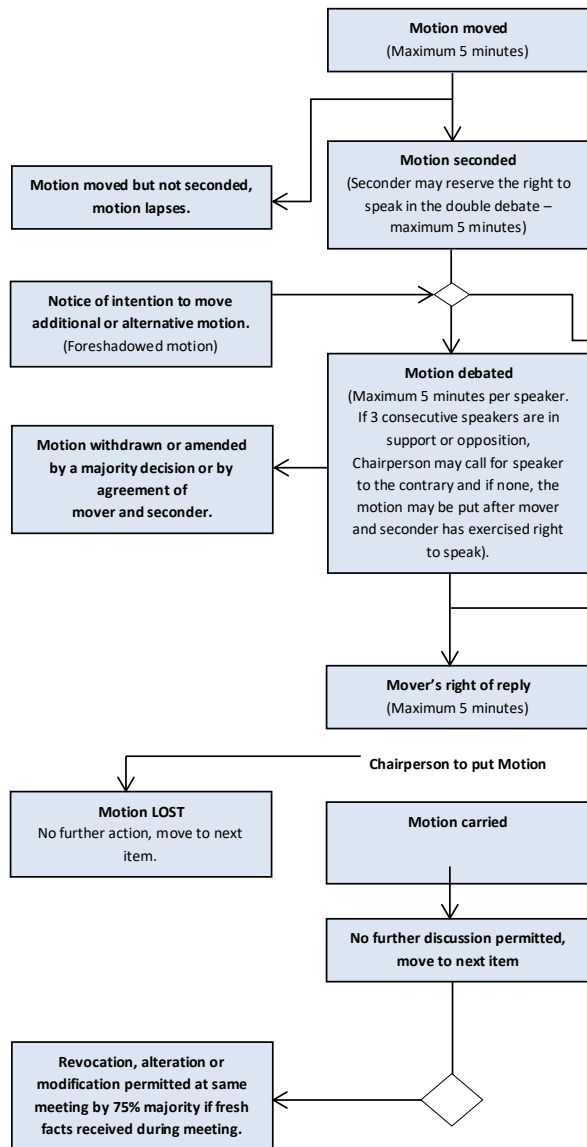 Motion moved
(Maximum 5 minutes)
Motion seconded
(Seconder may reserve the right to
speak in the double debate –
maximum 5 minutes)
Motion moved but not seconded,
motion lapses.
Notice of intention to move
additional or alternative motion.
(Foreshadowed motion)
Motion debated
(Maximum 5 minutes per speaker.
If 3 consecutive speakers are in
support or opposition,
Chairperson may call for speaker
to the contrary and if none, the
motion may be put after mover
and seconder has exercised right
to speak).
Motion withdrawn or amended
by a majority decision or by
agreement of
mover and seconder.
Mover’s right of reply
(Maximum 5 minutes)
Chairperson to put Motion
Motion LOST
No further action, move to next
item.
Motion carried
No further discussion permitted,
move to next item
Revocation, alteration or
modification permitted at same
meeting by 75% majority if fresh
facts received during meeting.